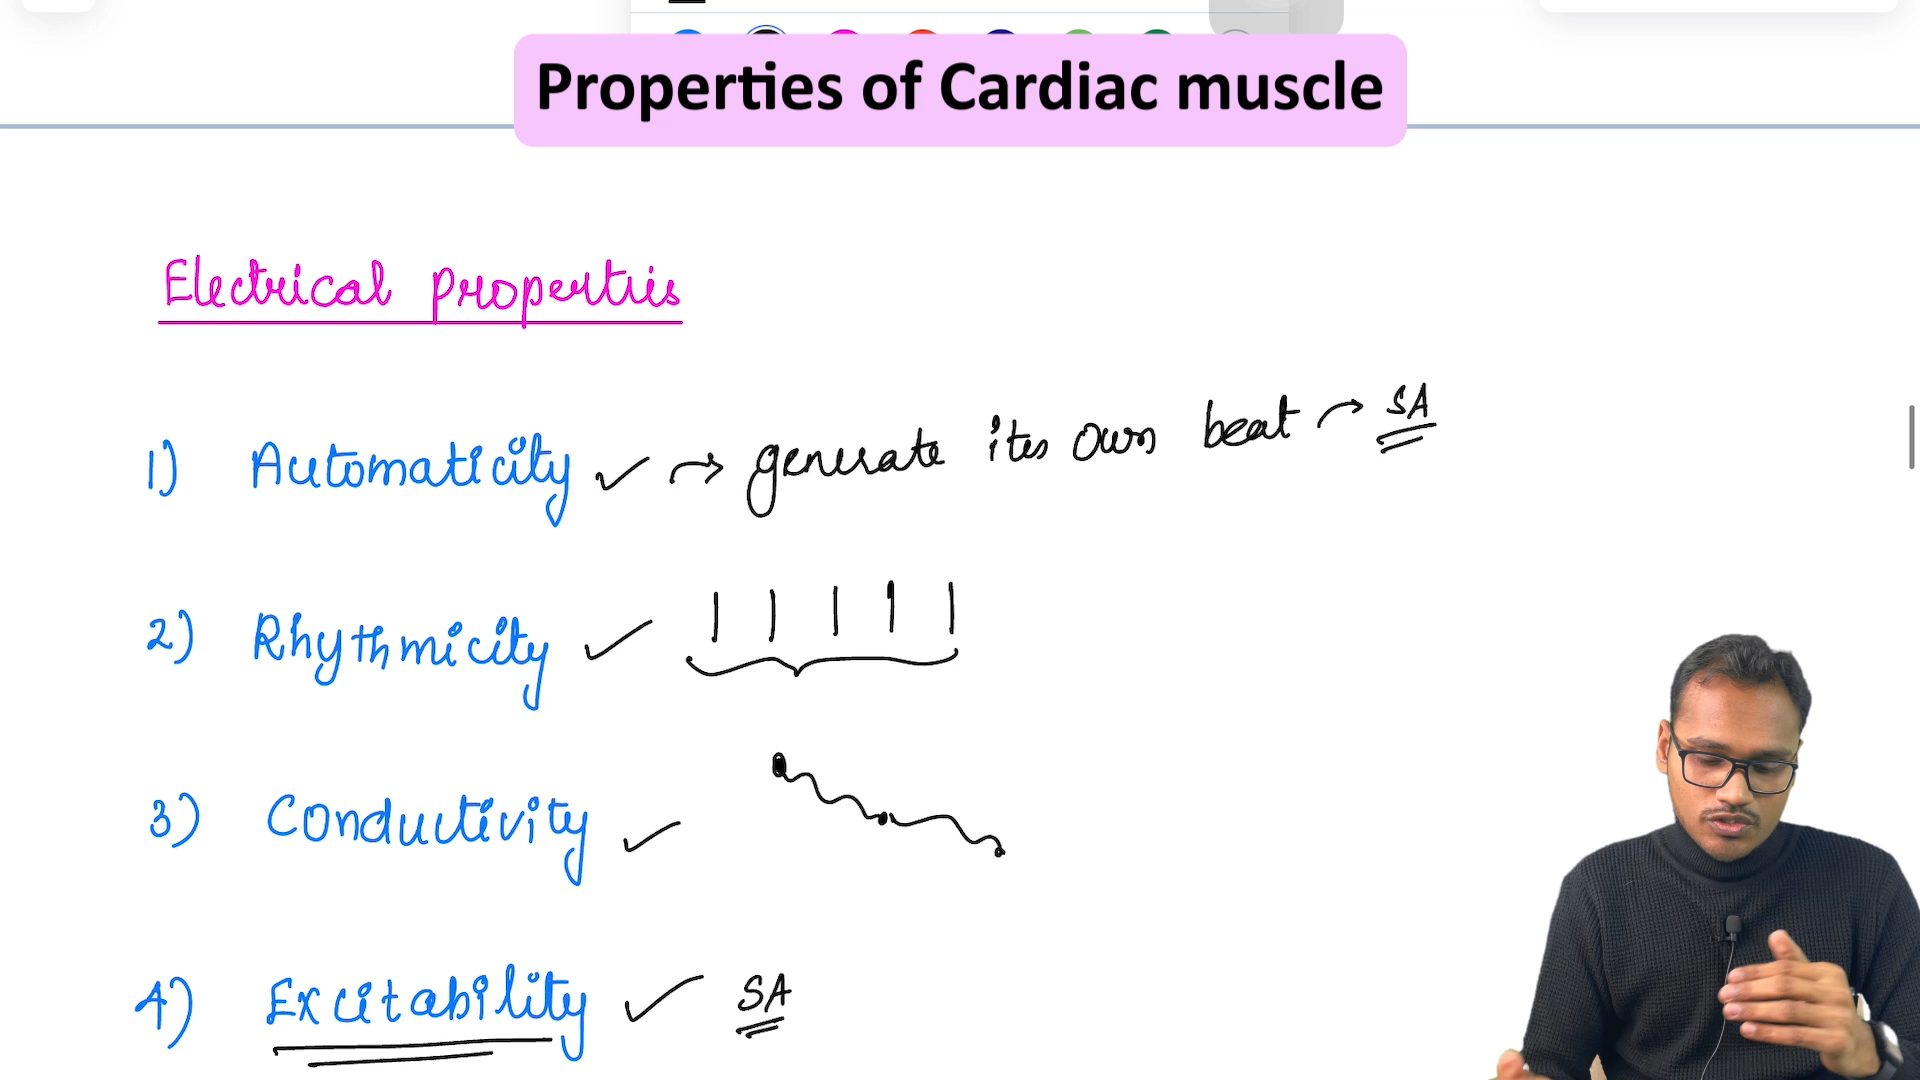 Properties of Cardiac muscle
Electrical properties
1) Automaticity ✓ → generate its own beat → SA
2) Rhythmicity ✓
3) Conductivity ✓
4) Excitability ✓ SA